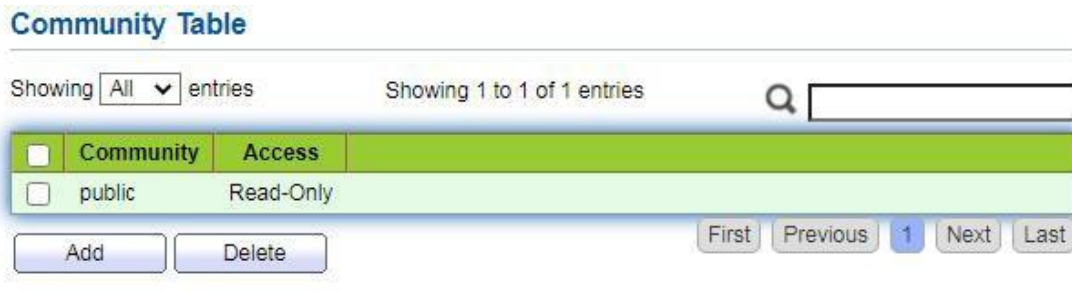 Community Table
Showing All entries Showing 1 to 1 of 1 entries
Community Access
public Read-Only
First Previous 1 Next Last
Add Delete